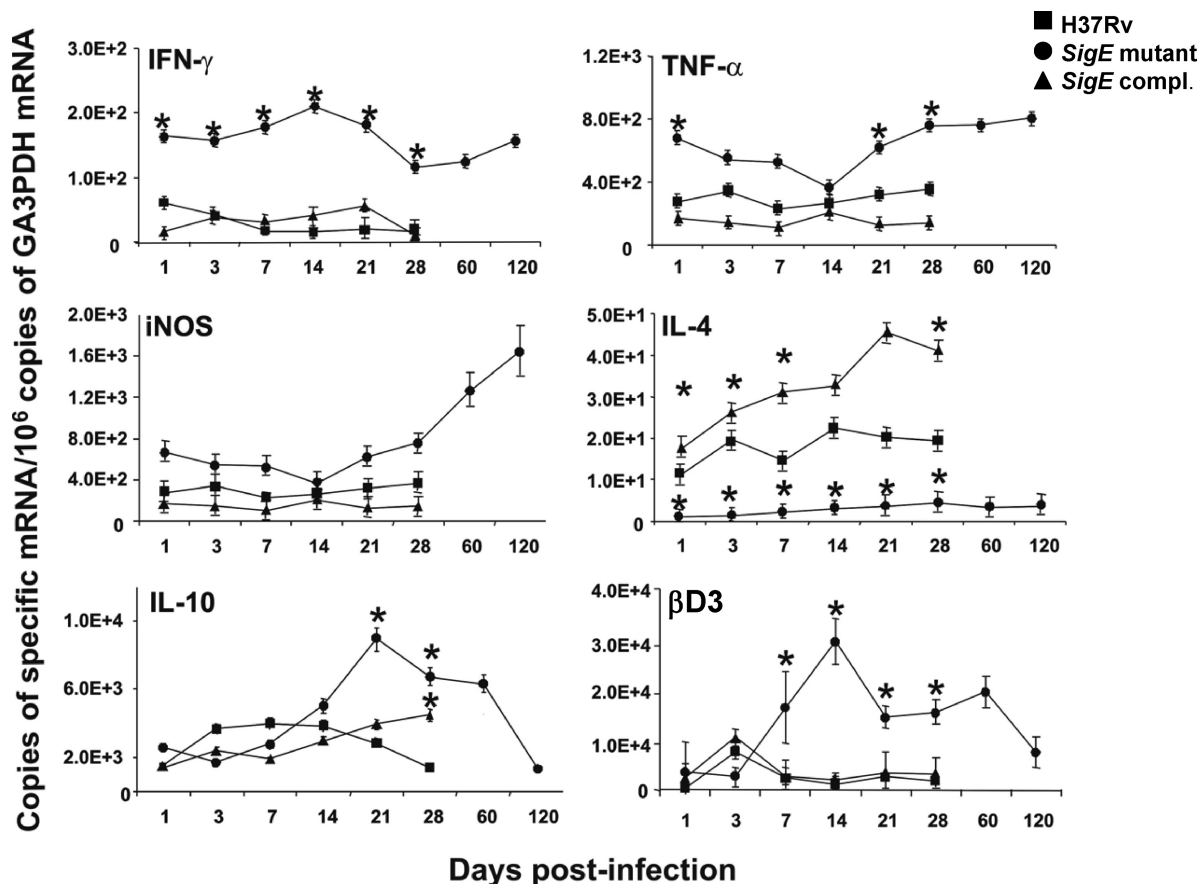 H37Rv
SigE mutant
SigE compl.
Copies of specific mRNA/10⁶ copies of GA3PDH mRNA
IFN-γ
3.0E+2
2.0E+2
1.0E+2
0
1 3 7 14 21 28 60 120
* * * * * *
TNF-α
1.2E+3
8.0E+2
4.0E+2
0
1 3 7 14 21 28 60 120
* * *
iNOS
2.0E+3
1.6E+3
1.2E+3
8.0E+2
4.0E+2
0
1 3 7 14 21 28 60 120
IL-4
5.0E+1
4.0E+1
3.0E+1
2.0E+1
1.0E+1
0
1 3 7 14 21 28 60 120
* * * *
* * * * * *
IL-10
1.0E+4
6.0E+3
2.0E+3
0
1 3 7 14 21 28 60 120
* * *
βD3
4.0E+4
3.0E+4
2.0E+4
1.0E+4
0
1 3 7 14 21 28 60 120
* * * *
Days post-infection